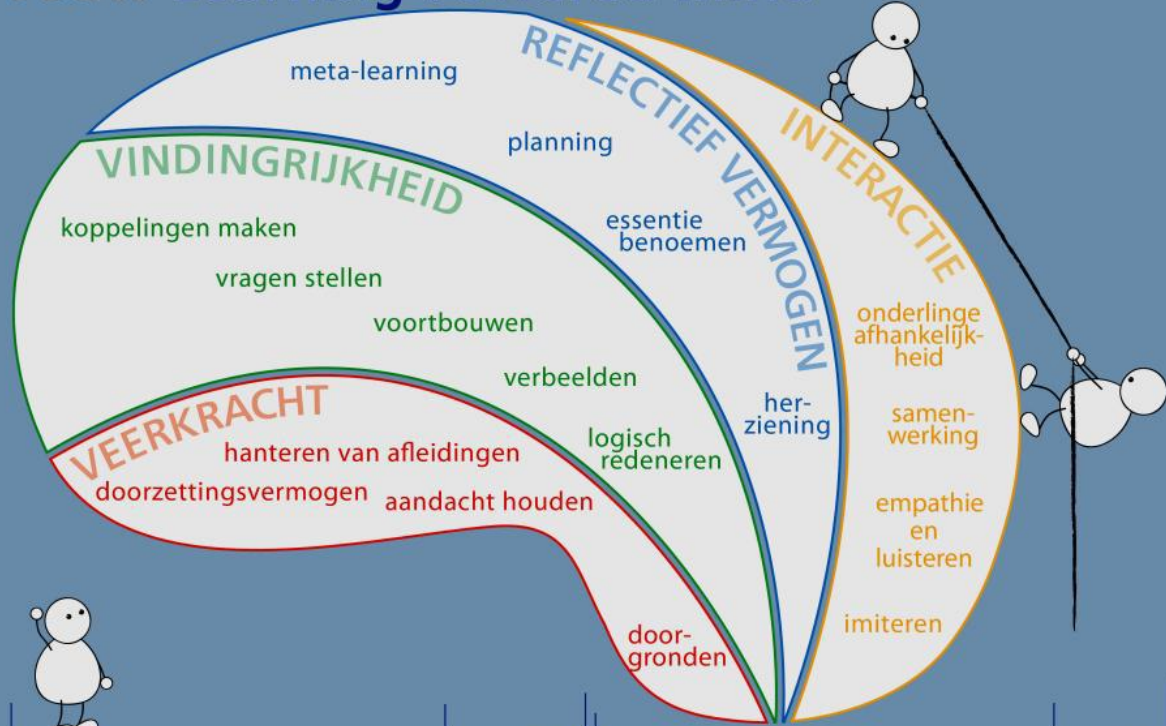 REFLECTIEF VERMOGEN
meta-learning
planning
essentie
benoemen
her-
ziening
VINDINGRIJKHEID
koppelingen maken
vragen stellen
voortbouwen
verbeelden
logisch
redeneren
VEERKRACHT
hanteren van afleidingen
doorzettingsvermogen
aandacht houden
door-
gronden
INTERACTIE
onderlinge
afhankelijk-
heid
samen-
werking
empathie
en
luisteren
imiteren